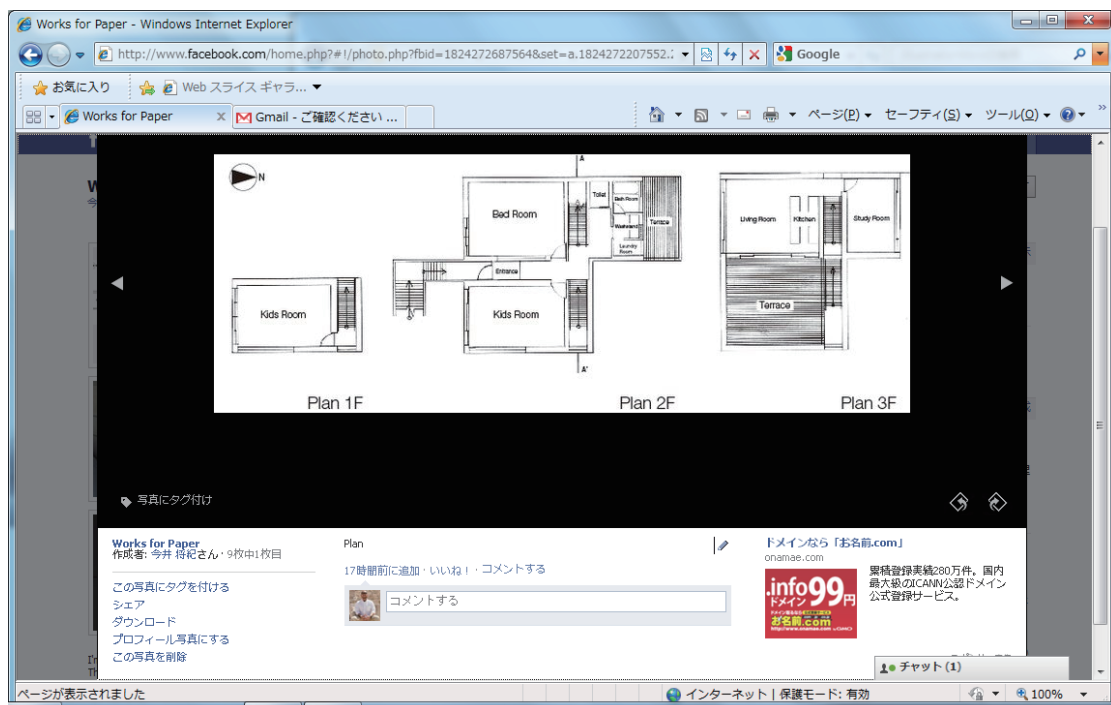 Works for Paper - Windows Internet Explorer
http://www.facebook.com/home.php?#!/photo.php?fbid=1824272687564&set=a.1824272207552.
Google
お気に入り
Web スライス ギャラ...
Works for Paper
Gmail - ご確認ください ...
ページ(P)
セーフティ(S)
ツール(O)
N
A
Bed Room
Toilet
Bath Room
Washstand
Laundry Room
Terrace
Living Room
Kitchen
Study Room
Entrance
Kids Room
Kids Room
Terrace
A'
Plan 1F
Plan 2F
Plan 3F
写真にタグ付け
Works for Paper
作成者: 今井 将紀さん · 9枚中1枚目
この写真にタグを付ける
シェア
ダウンロード
プロフィール写真にする
この写真を削除
Plan
17時間前に追加 · いいね! · コメントする
コメントする
ドメインなら「お名前.com」
onamae.com
.info99円
ドメイン
お名前.com
累積登録実績280万件。国内
最大級のICANN公認ドメイン
公式登録サービス。
チャット (1)
ページが表示されました
インターネット | 保護モード: 有効
100%